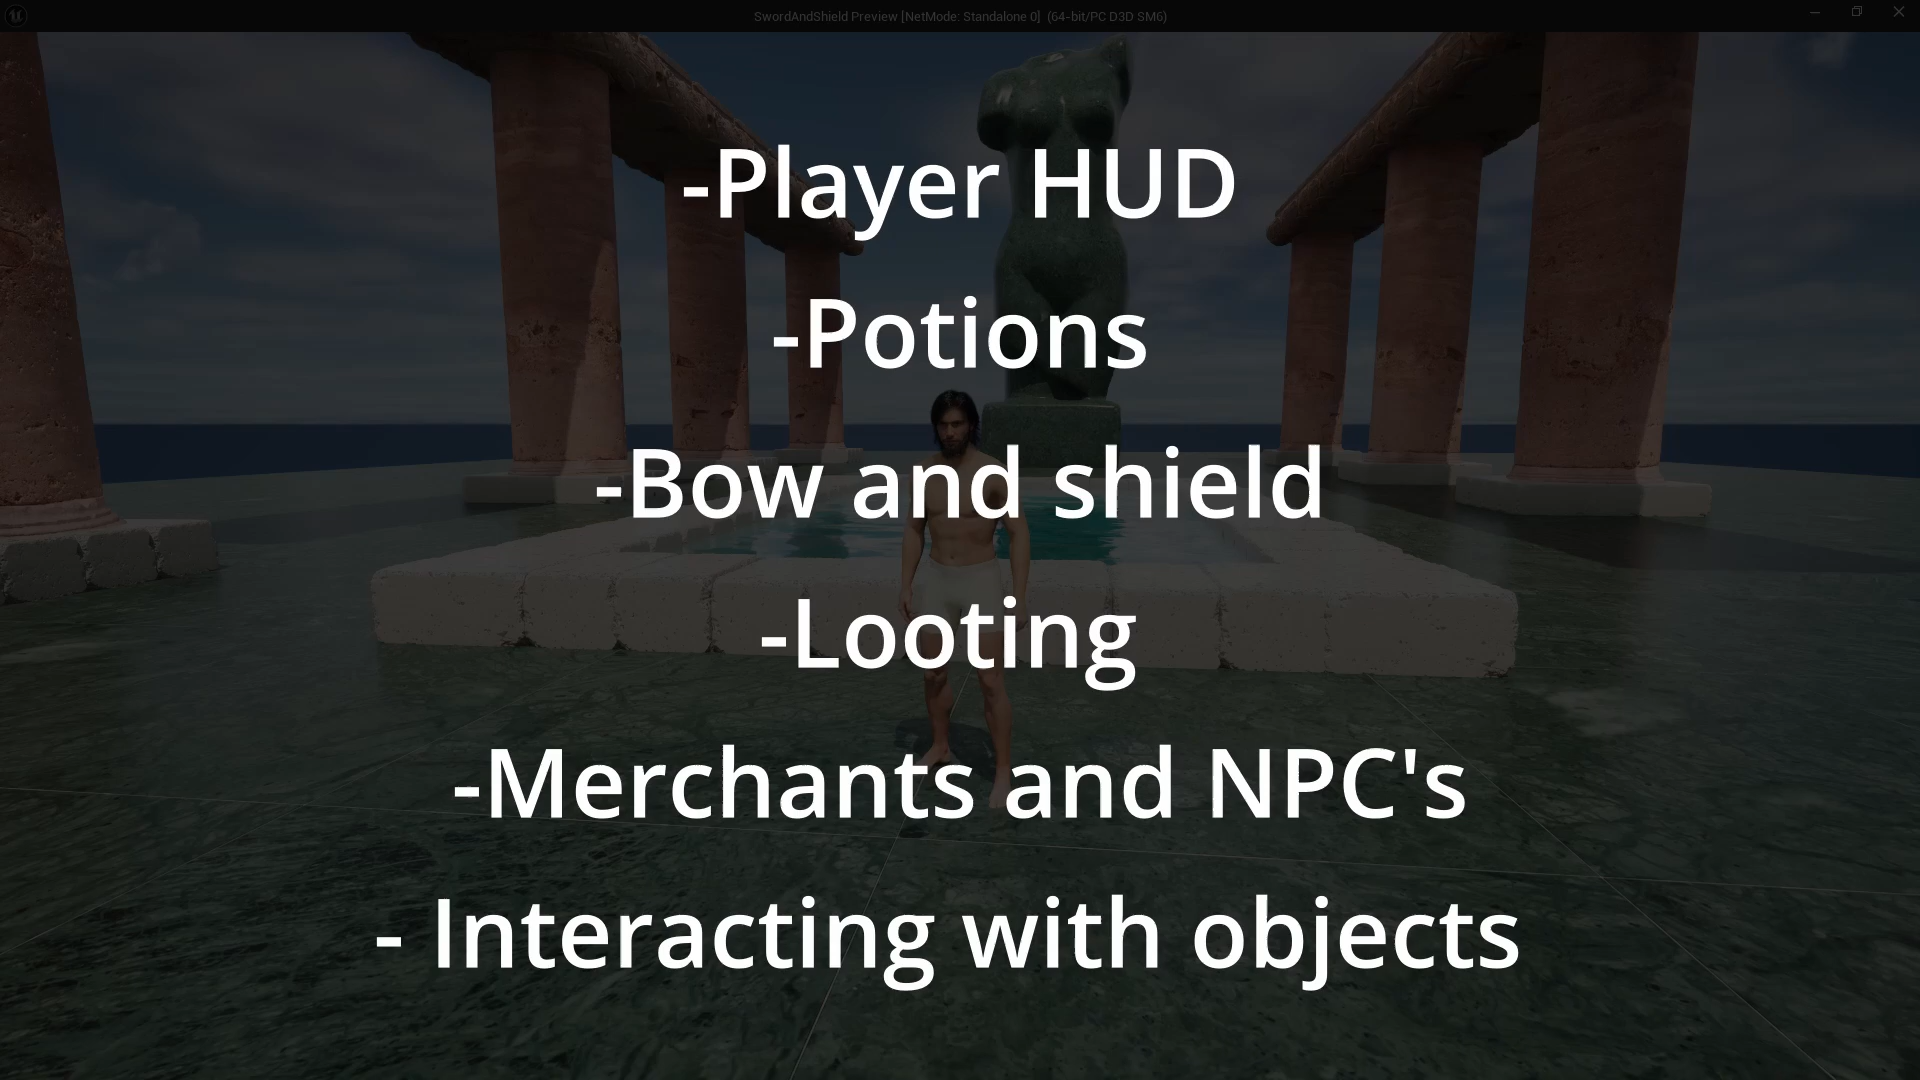 SwordAndShield Preview [NetMode: Standalone 0] (64-bit/PC D3D SM6)
-Player HUD
-Potions
-Bow and shield
-Looting
-Merchants and NPC's
- Interacting with objects